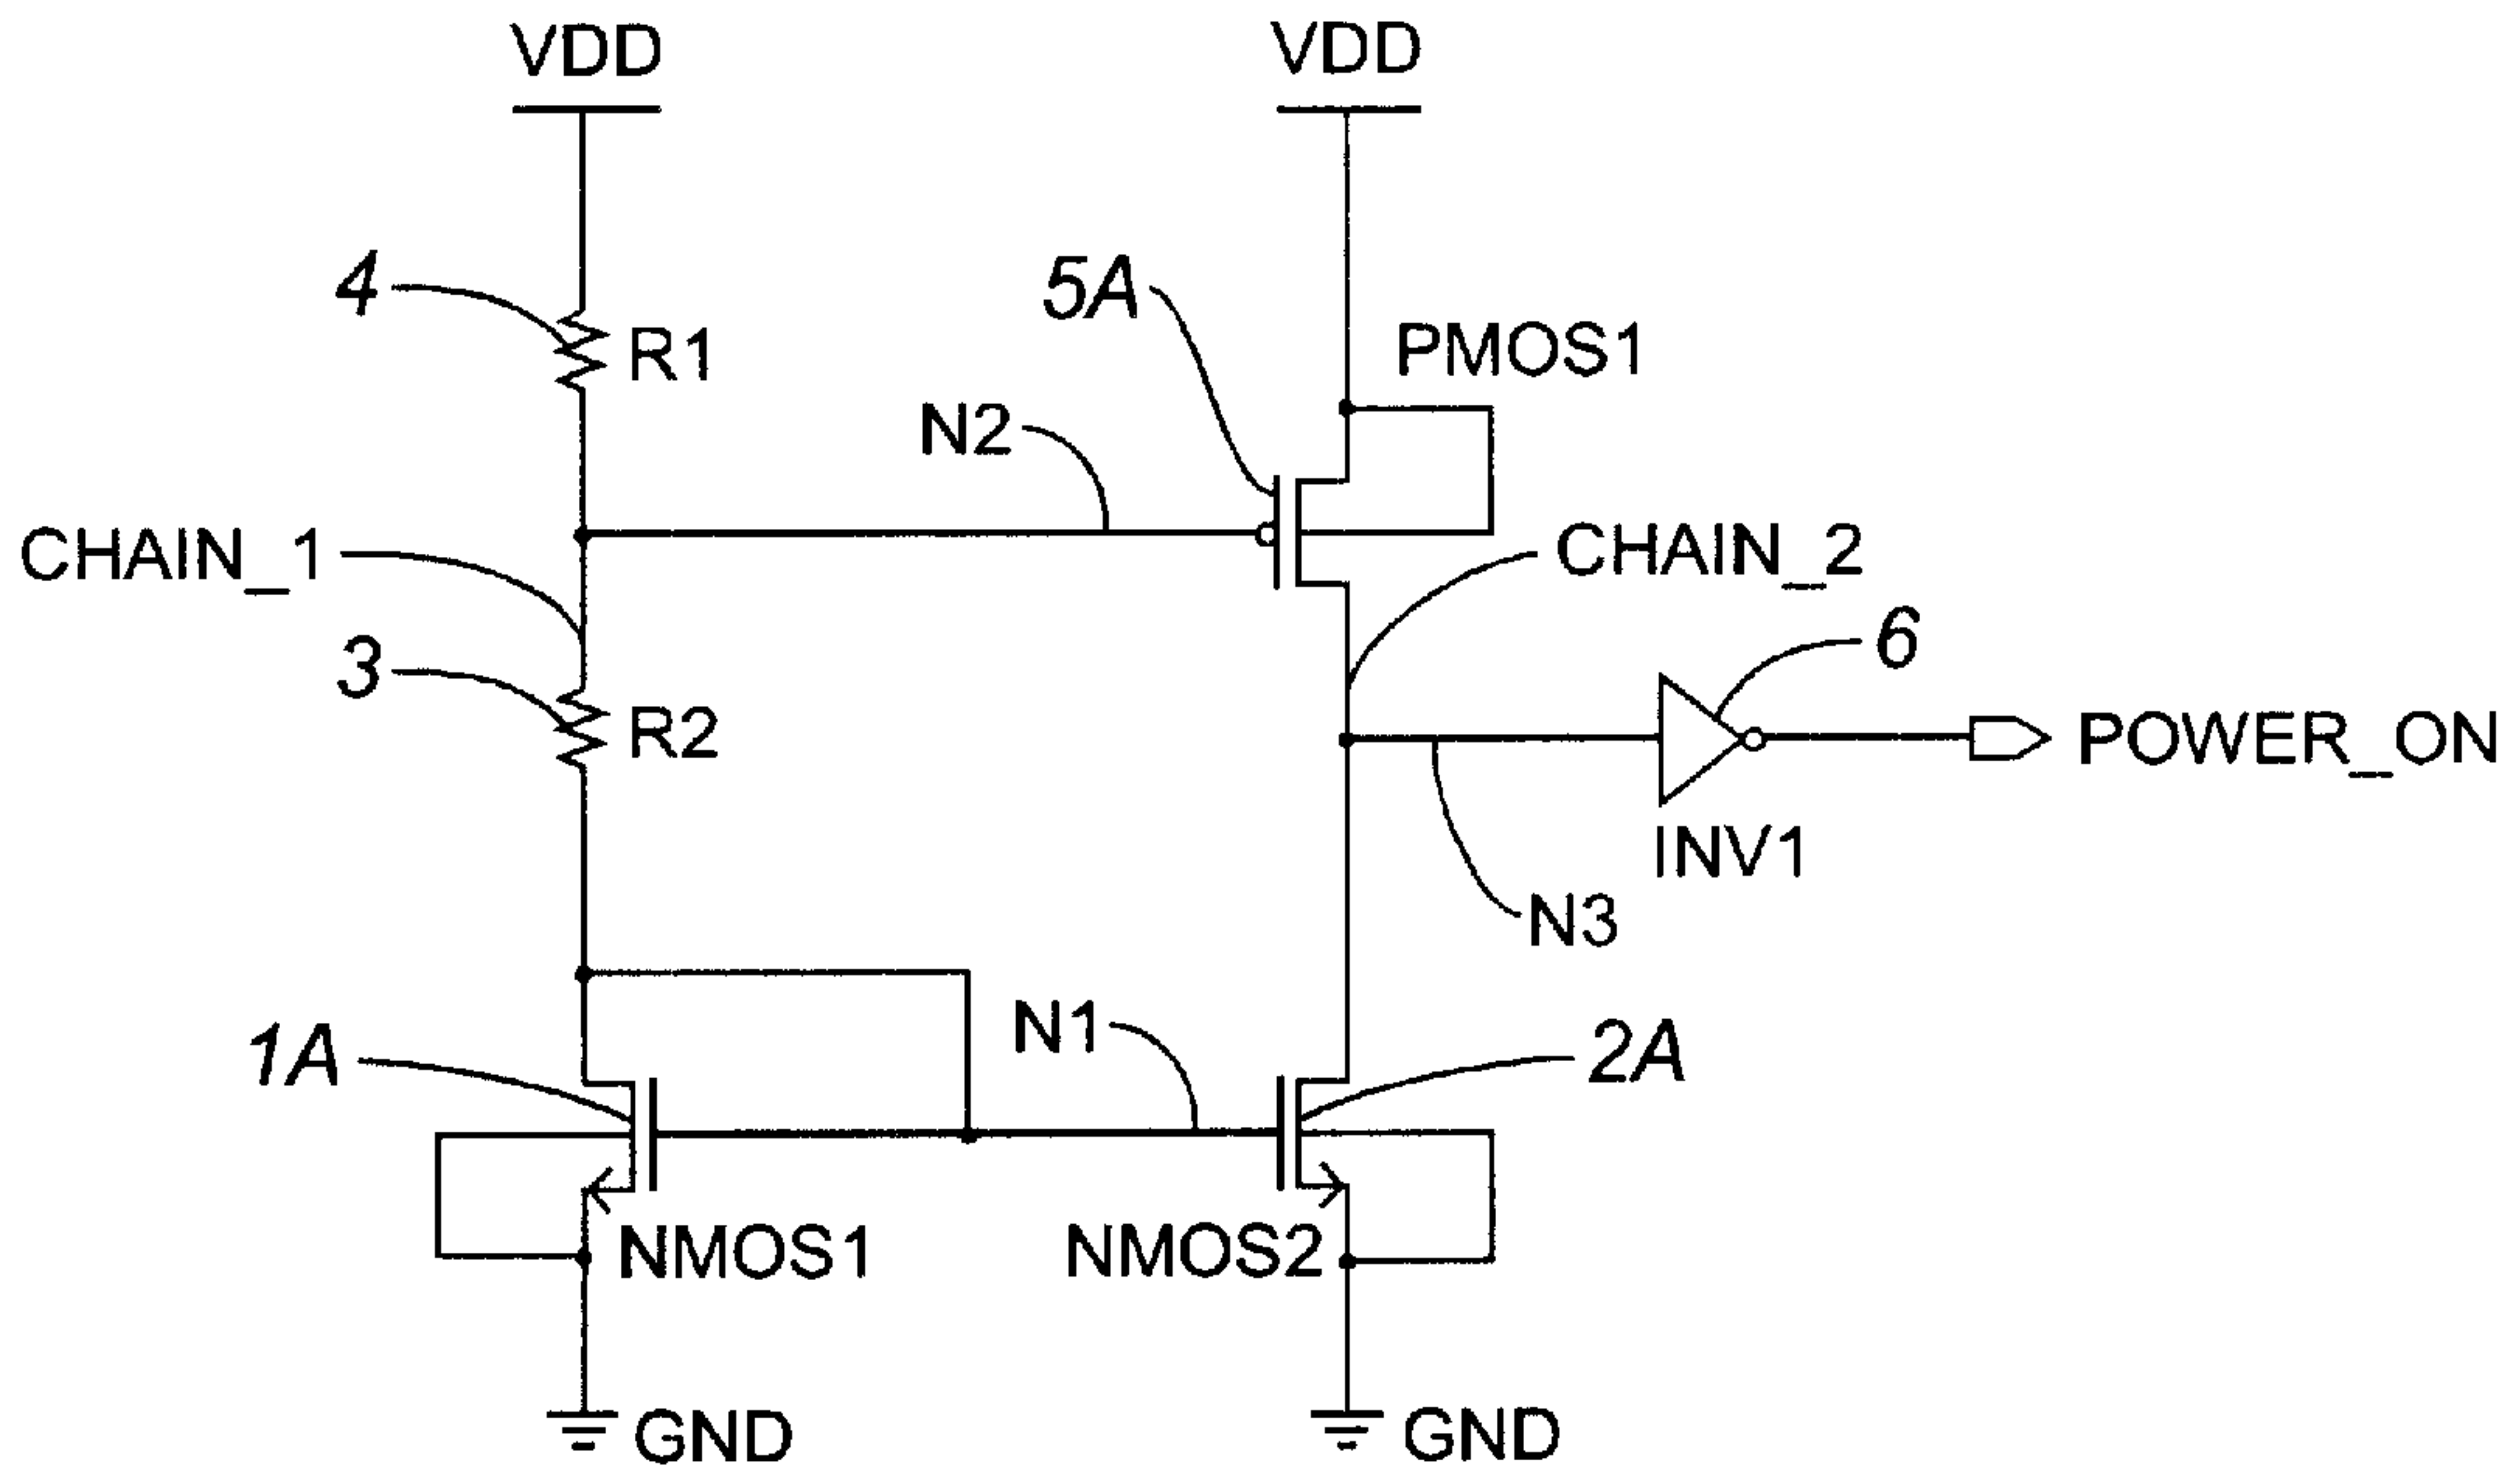 VDD
VDD
4
R1
5A
PMOS1
N2
CHAIN_1
CHAIN_2
3
R2
6
POWER_ON
INV1
N3
1A
N1
2A
NMOS1
NMOS2
GND
GND